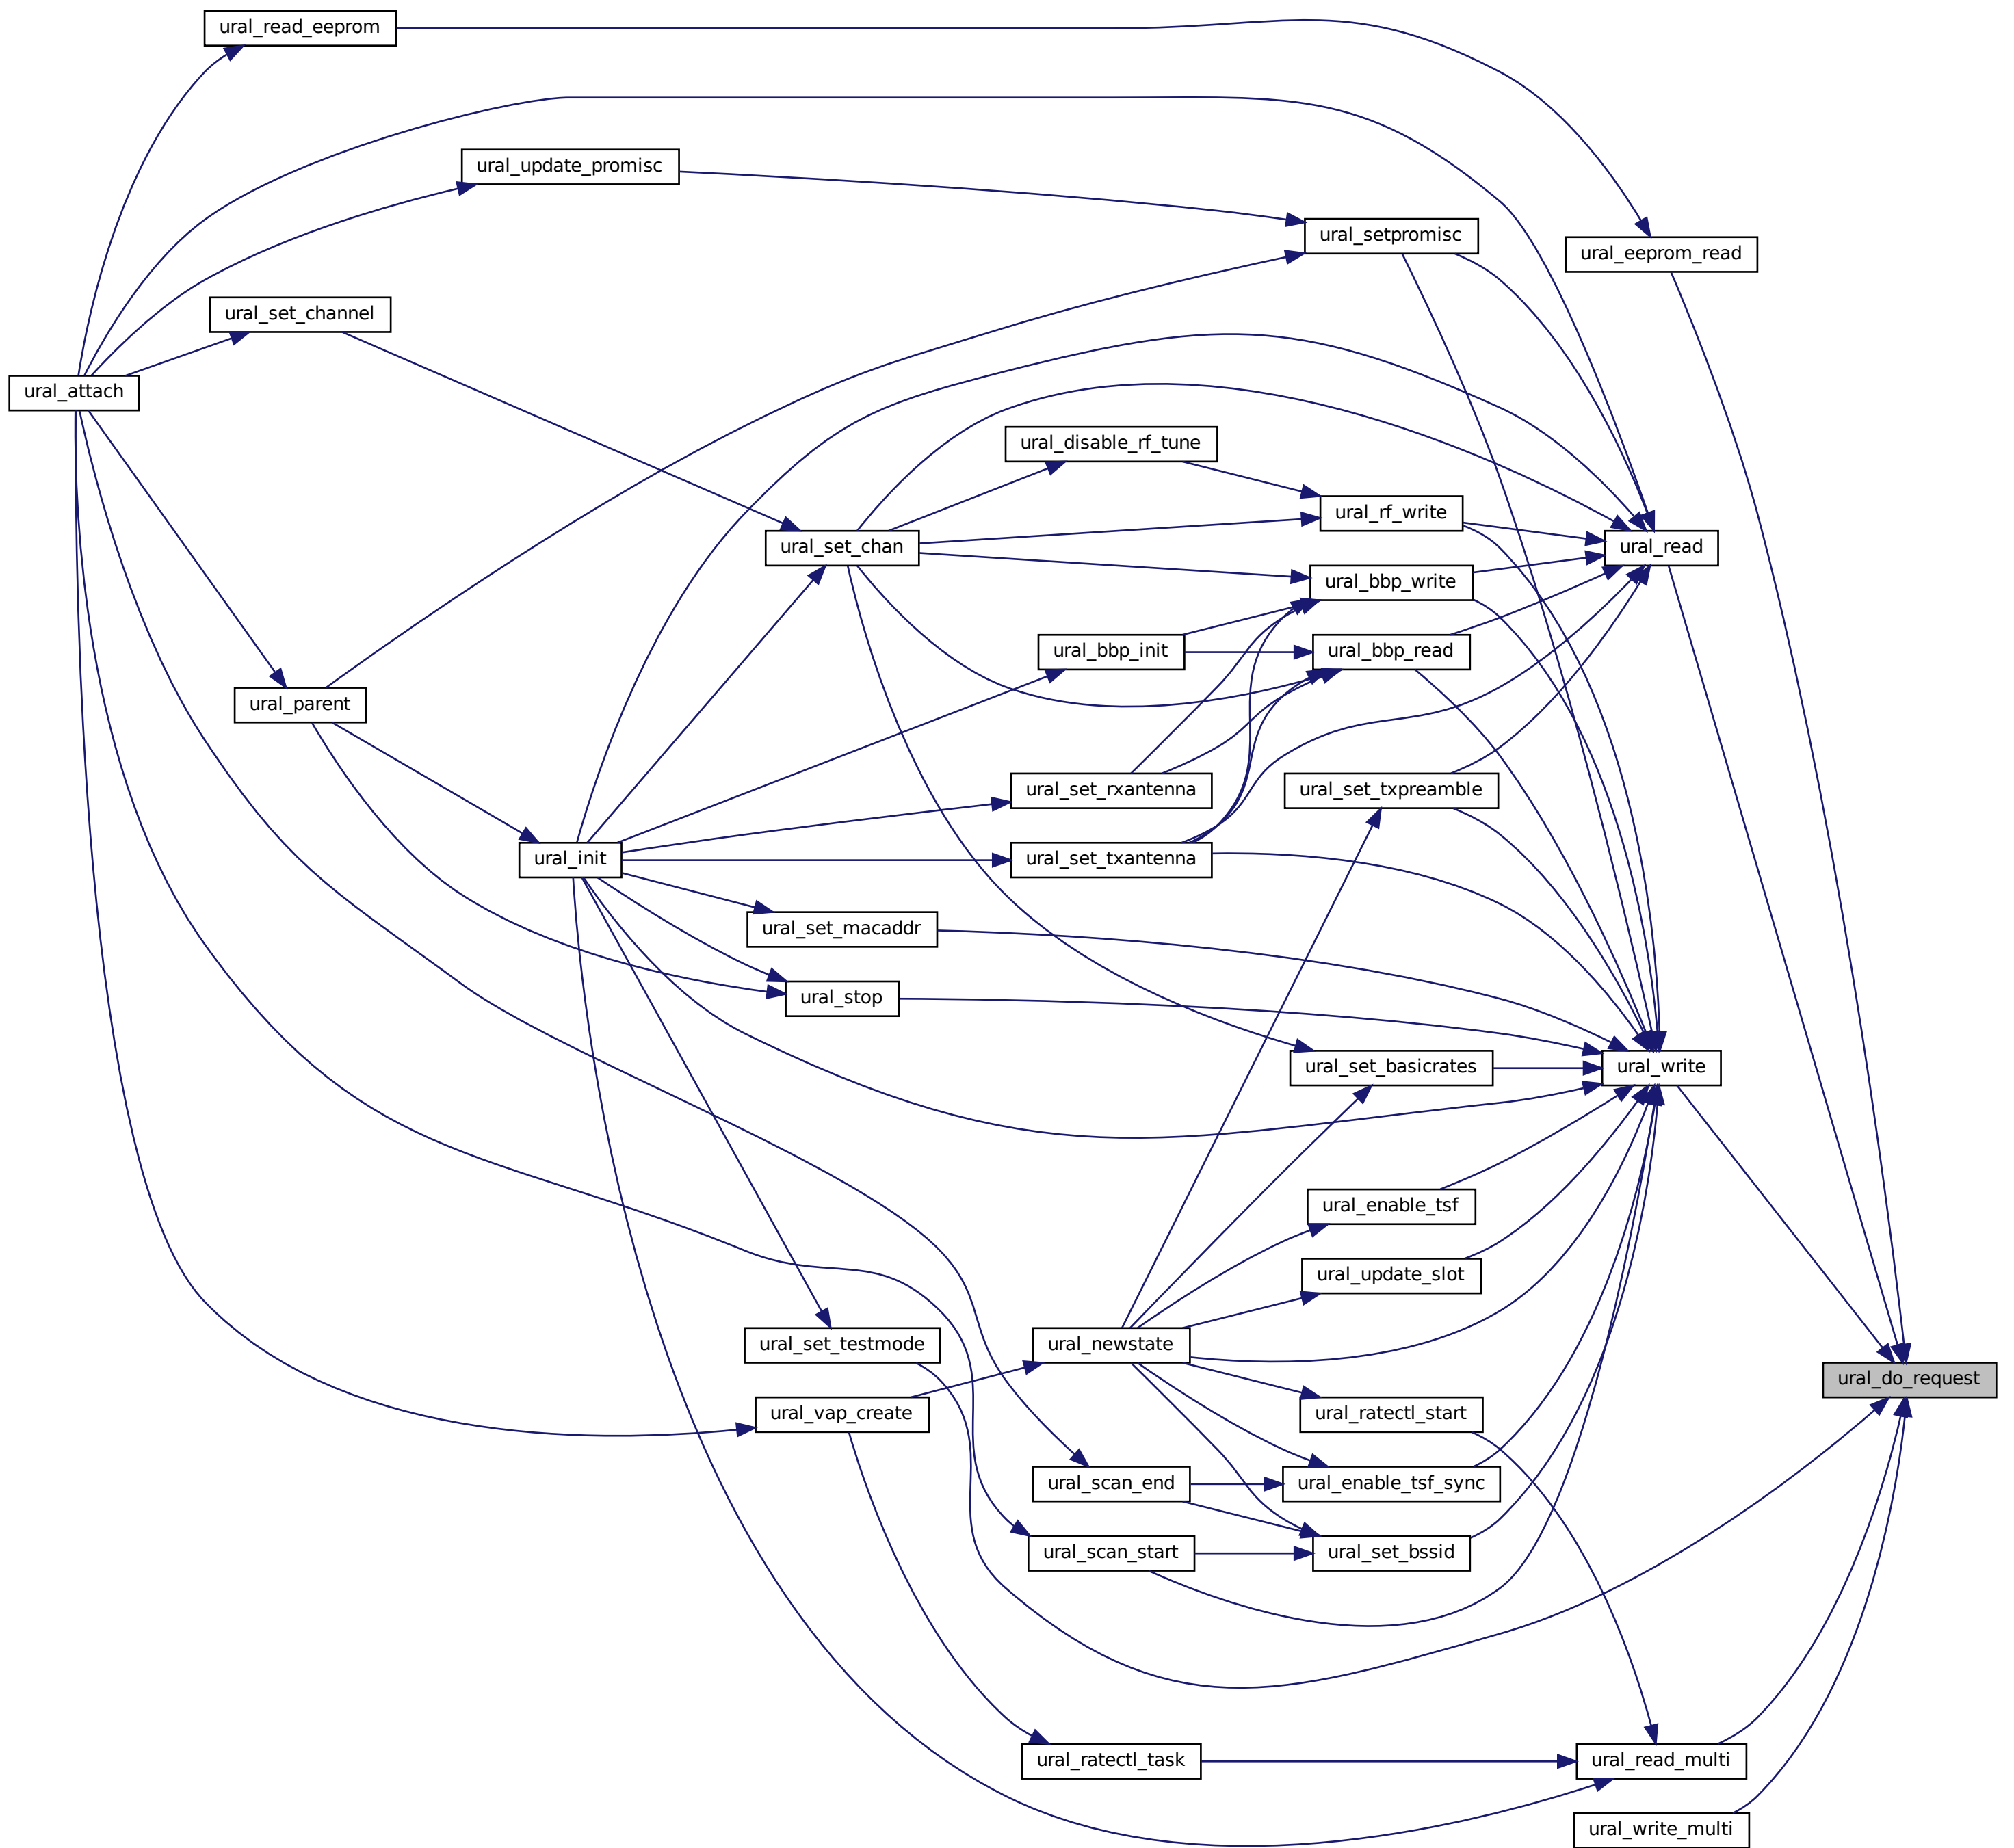 ural_read_eeprom
ural_update_promisc
ural_setpromisc
ural_eeprom_read
ural_set_channel
ural_attach
ural_disable_rf_tune
ural_rf_write
ural_set_chan
ural_read
ural_bbp_write
ural_bbp_init
ural_bbp_read
ural_parent
ural_set_rxantenna
ural_set_txpreamble
ural_init
ural_set_txantenna
ural_set_macaddr
ural_stop
ural_set_basicrates
ural_write
ural_enable_tsf
ural_update_slot
ural_set_testmode
ural_newstate
ural_do_request
ural_vap_create
ural_ratectl_start
ural_scan_end
ural_enable_tsf_sync
ural_scan_start
ural_set_bssid
ural_ratectl_task
ural_read_multi
ural_write_multi